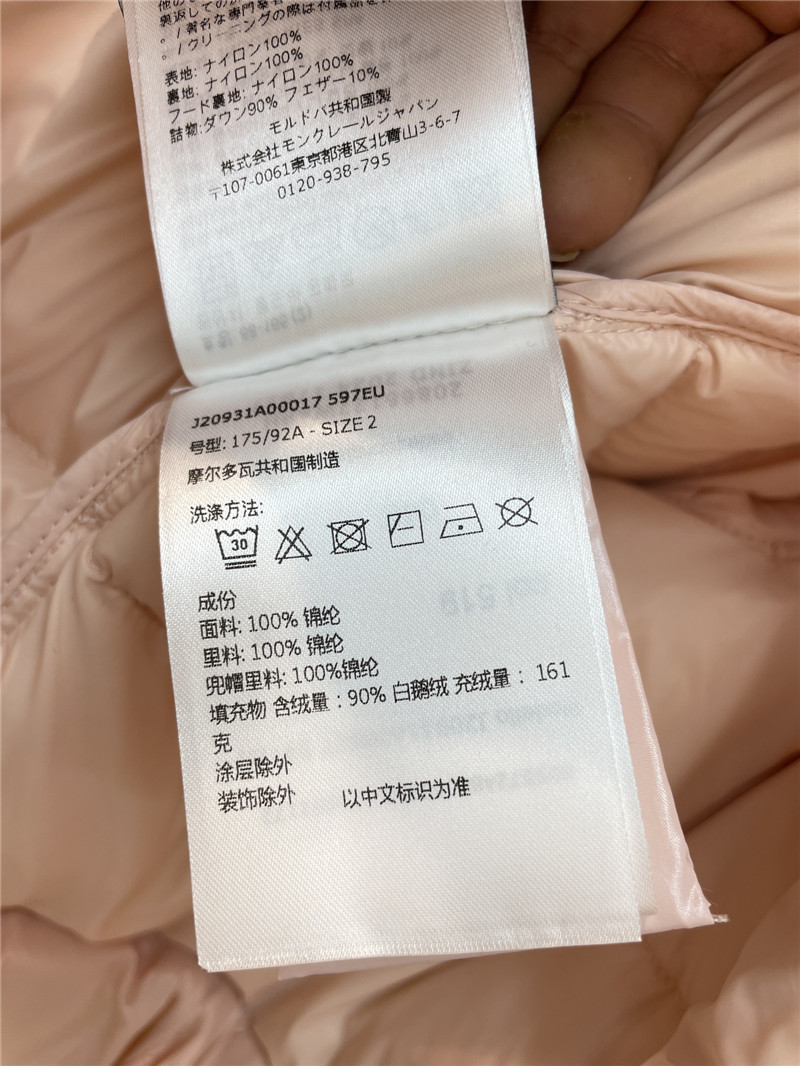 裏返しての
。/著名な専門業者
。/クリーニングの際は付属品を
表地: ナイロン100%
裏地: ナイロン100%
フード裏地: ナイロン100%
詰物:ダウン90% フェザー10%
モルドバ共和国製
株式会社モンクレールジャパン
〒107-0061東京都港区北青山3-6-7
0120-938-795
J20931A00017 597EU
号型: 175/92A - SIZE 2
摩尔多瓦共和国制造
洗涤方法:
30
成份
面料: 100% 锦纶
里料: 100% 锦纶
兜帽里料: 100%锦纶
填充物 含绒量：90% 白鹅绒 充绒量： 161
克
涂层除外
装饰除外 以中文标识为准